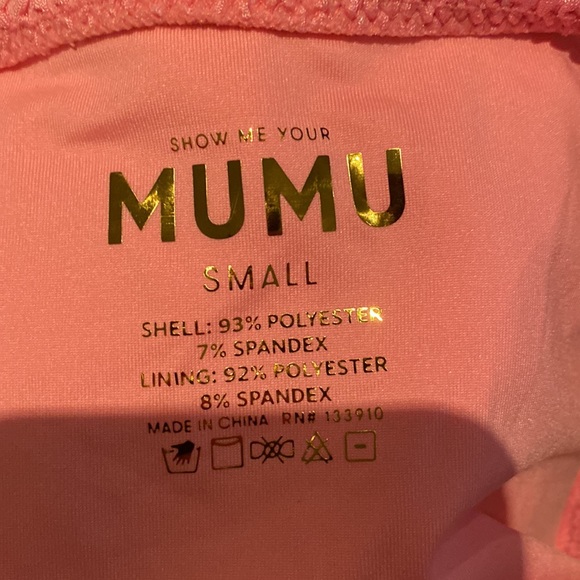 SHOW ME YOUR
MUMU
SMALL
SHELL: 93% POLYESTER
7% SPANDEX
LINING: 92% POLYESTER
8% SPANDEX
MADE IN CHINA RN# 133910